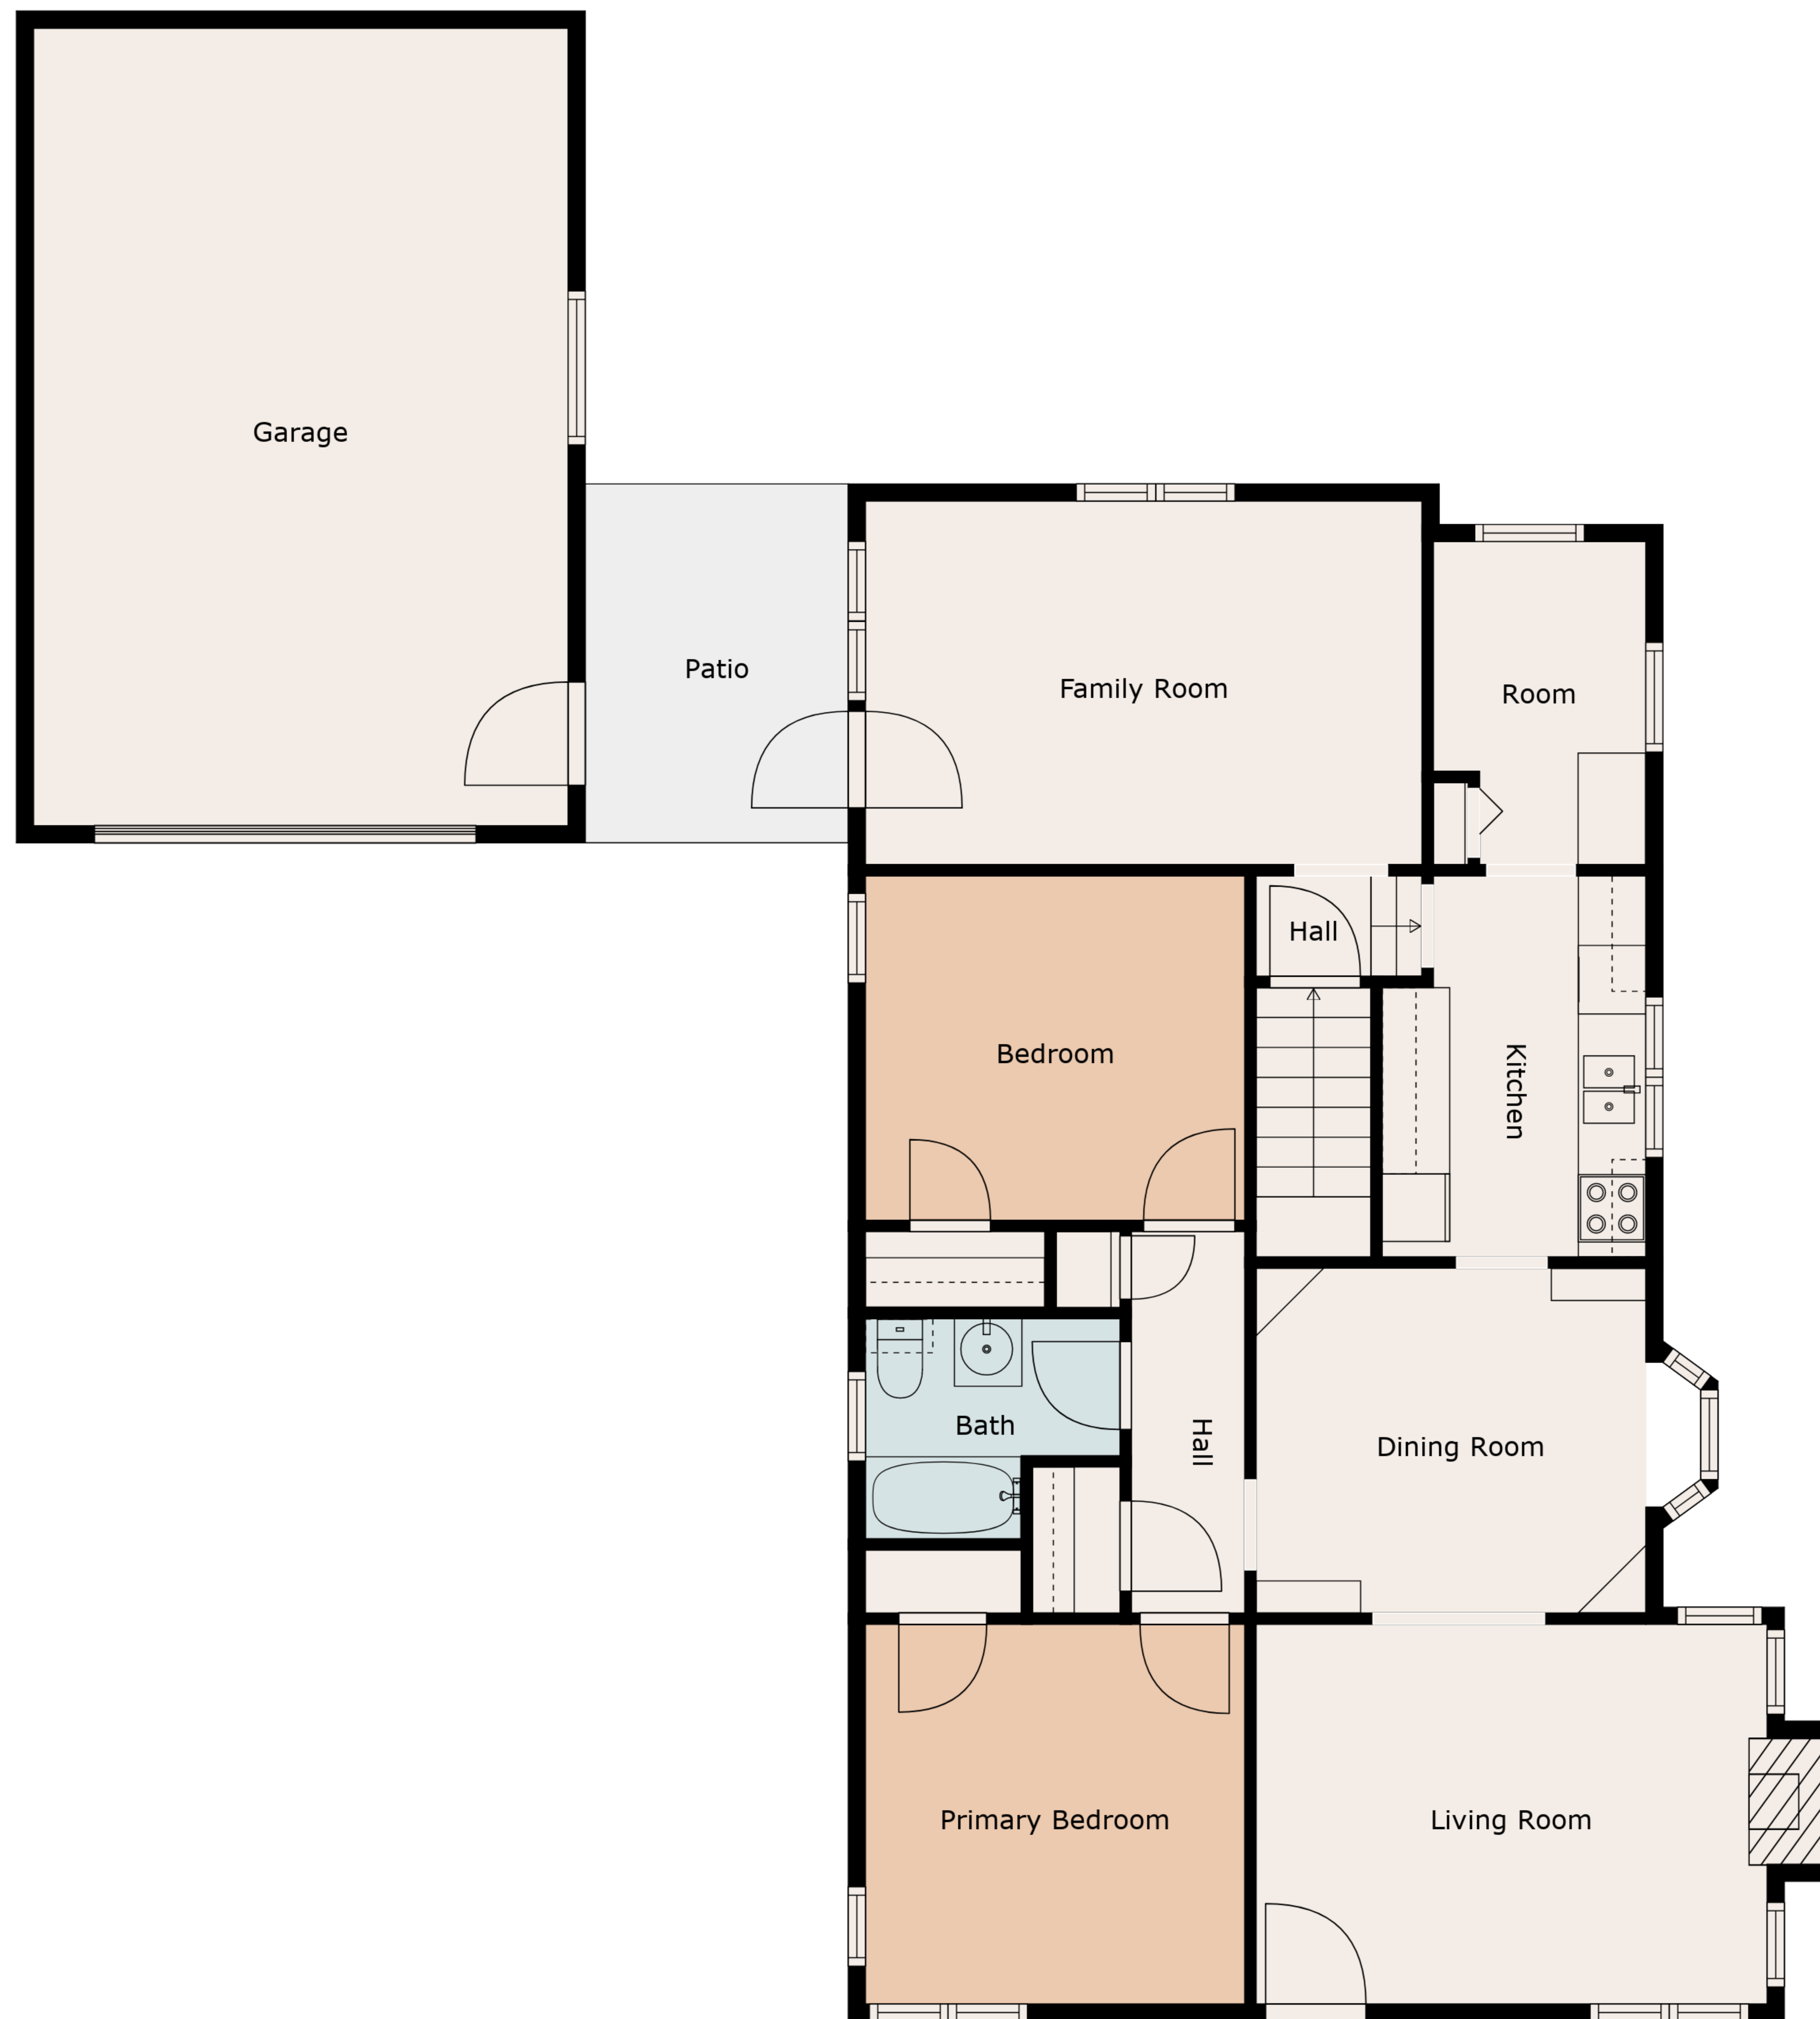 Garage
Patio
Family Room
Room
Hall
Bedroom
Kitchen
Bath
Hall
Dining Room
Primary Bedroom
Living Room